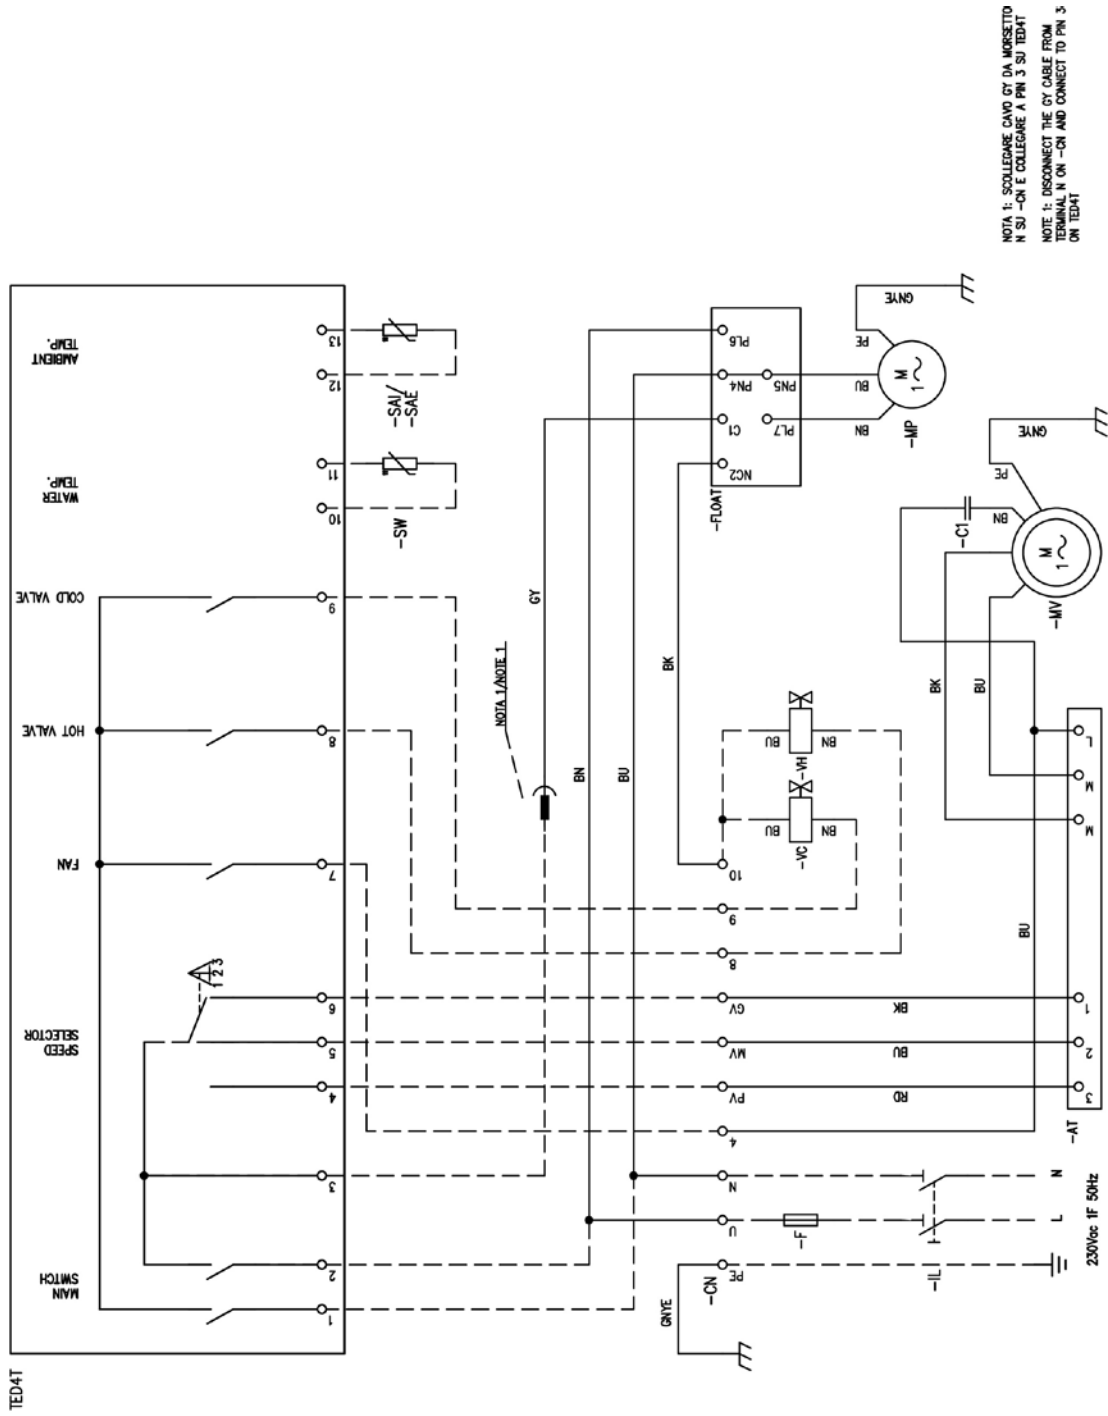 TED4T
MAIN
SWITCH
SPEED
SELECTOR
FAN
HOT VALVE
COLD VALVE
WATER
TEMP.
AMBIENT
TEMP.
1 2 3
1
2
3
4
5
6
7
8
9
10
11
12
13
-SW
-SAI/
-SAE
NOTA 1/NOTE 1
GY
BN
BU
BK
GNYE
-CN
PE
U
N
4
PV
MV
GV
8
9
10
-FLOAT
NC2
C1
PN4
PL6
PL7
PN5
BN
BU
PE
GNYE
M
1
-MP
-VC
-VH
BU
BN
BU
BN
-F
-IL
RD
BU
BK
BU
BK
BU
-C1
BN
PE
GNYE
M
1
-MV
-AT
3
2
1
M
M
L
L
N
230Vac 1F 50Hz
NOTA 1: SCOLLEGARE CAVO GY DA MORSETTO
N SU -CN E COLLEGARE A PIN 3 SU TED4T
NOTE 1: DISCONNECT THE GY CABLE FROM
TERMINAL N ON -CN AND CONNECT TO PIN 3
ON TED4T